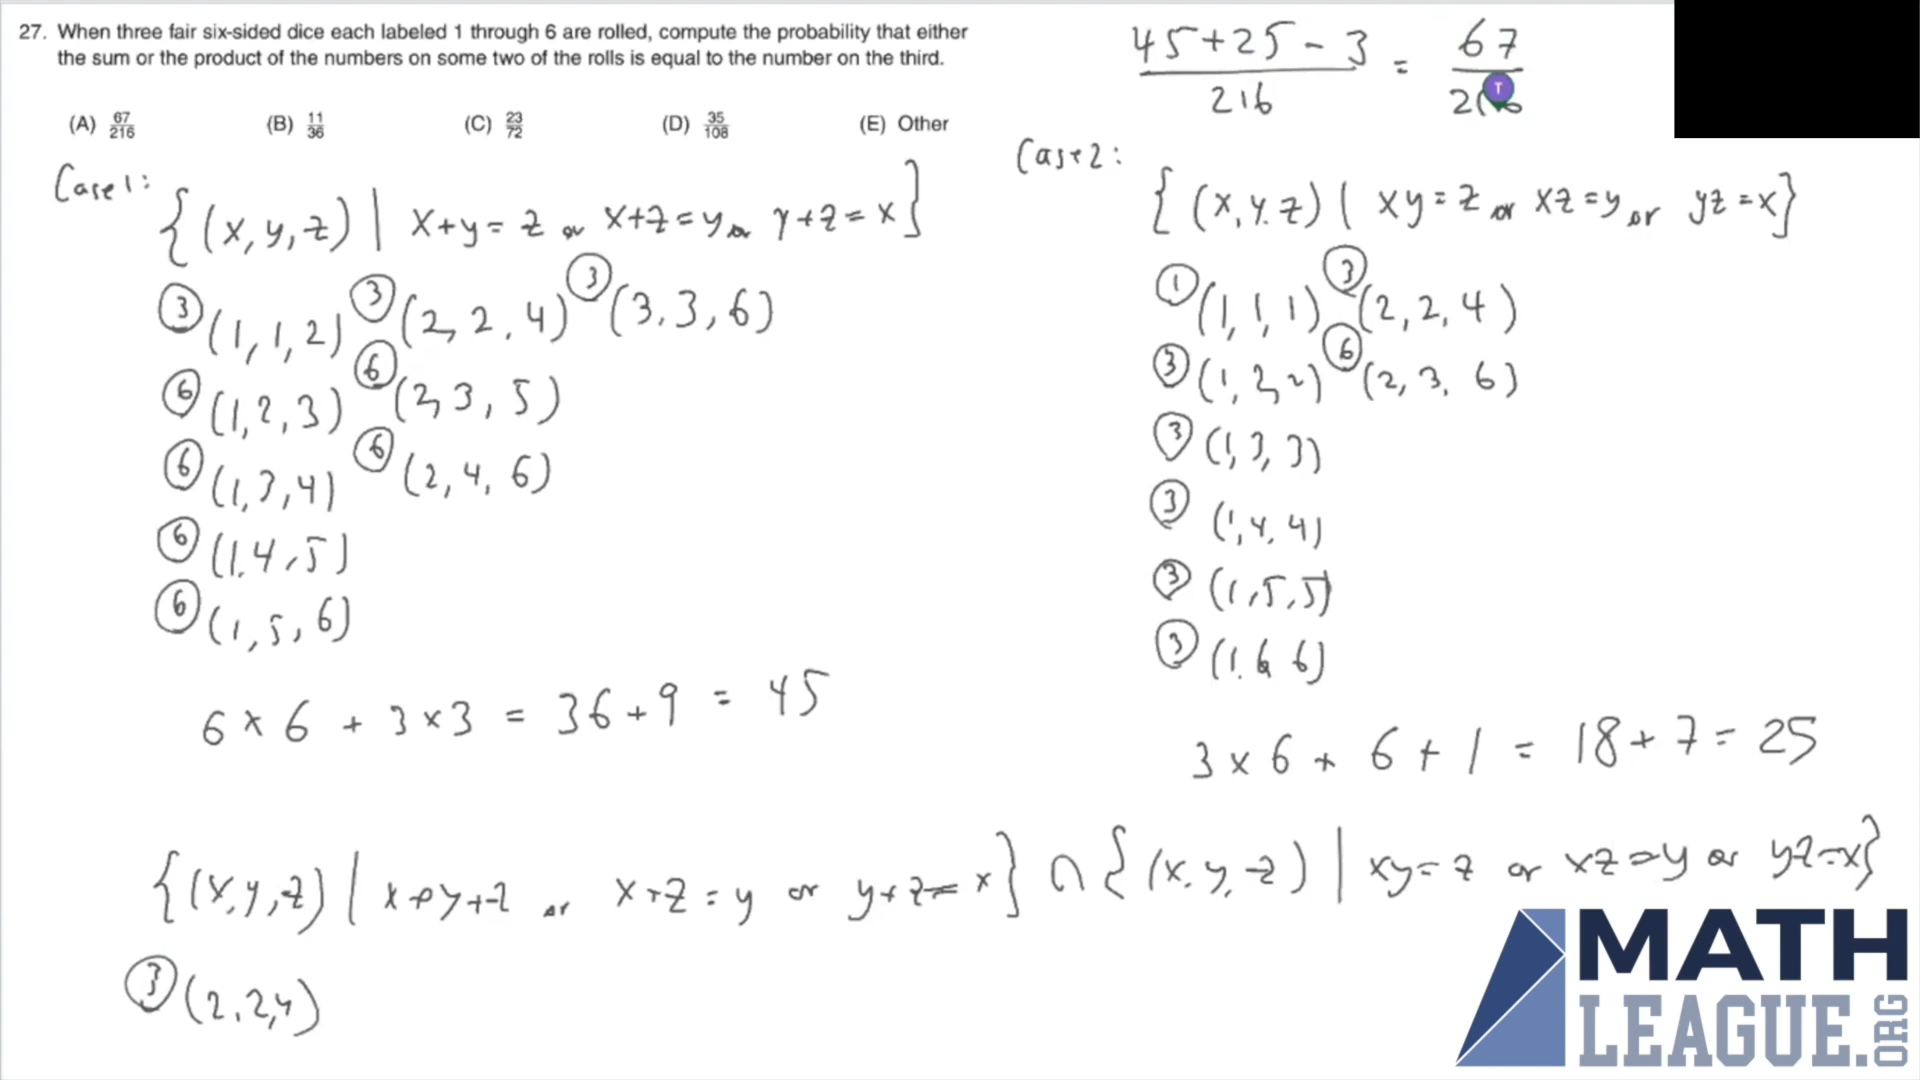 27. When three fair six-sided dice each labeled 1 through 6 are rolled, compute the probability that either
the sum or the product of the numbers on some two of the rolls is equal to the number on the third.
(A) 67/216 (B) 11/36 (C) 23/72 (D) 35/108 (E) Other
45+25-3/216 = 67/216
T
Case 1:
{(x,y,z) | x+y=z or x+z=y or y+z=x}
③(1,1,2) ③(2,2,4) ③(3,3,6)
⑥(1,2,3) ⑥(2,3,5)
⑥(1,3,4) ⑥(2,4,6)
⑥(1,4,5)
⑥(1,5,6)
6×6 + 3×3 = 36+9 = 45
Case 2:
{(x,y,z) | xy=z or xz=y or yz=x}
①(1,1,1) ③(2,2,4)
③(1,2,2) ⑥(2,3,6)
③(1,3,3)
③(1,4,4)
③(1,5,5)
③(1,6,6)
3×6 + 6+1 = 18+7=25
{(x,y,z) | x+y+z or x+z=y or y+z=x} ∩ {(x,y,z) | xy=z or xz=y or yz=x}
③(2,2,4)
MATH
LEAGUE.ORG